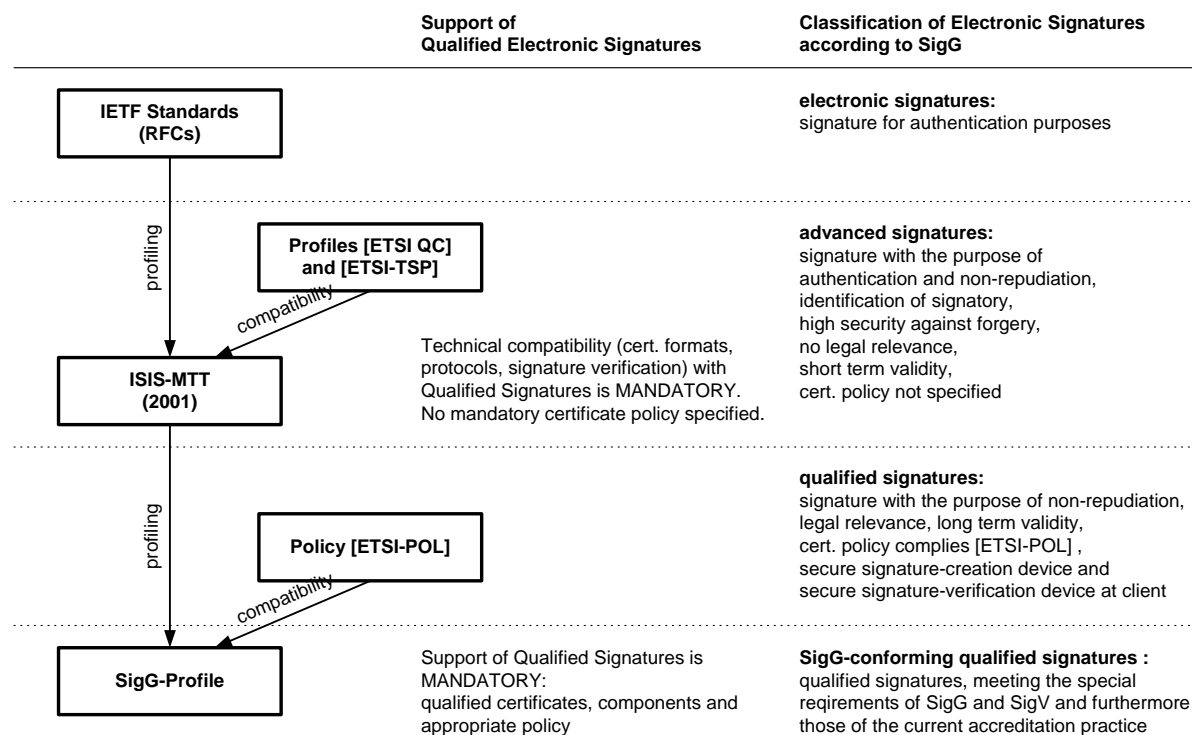 Support of
Qualified Electronic Signatures
Classification of Electronic Signatures
according to SigG
IETF Standards
(RFCs)
electronic signatures:
signature for authentication purposes
profiling
Profiles [ETSI QC]
and [ETSI-TSP]
compatibility
ISIS-MTT
(2001)
Technical compatibility (cert. formats,
protocols, signature verification) with
Qualified Signatures is MANDATORY.
No mandatory certificate policy specified.
advanced signatures:
signature with the purpose of
authentication and non-repudiation,
identification of signatory,
high security against forgery,
no legal relevance,
short term validity,
cert. policy not specified
profiling
Policy [ETSI-POL]
compatibility
qualified signatures:
signature with the purpose of non-repudiation,
legal relevance, long term validity,
cert. policy complies [ETSI-POL] ,
secure signature-creation device and
secure signature-verification device at client
SigG-Profile
Support of Qualified Signatures is
MANDATORY:
qualified certificates, components and
appropriate policy
SigG-conforming qualified signatures :
qualified signatures, meeting the special
reqirements of SigG and SigV and furthermore
those of the current accreditation practice